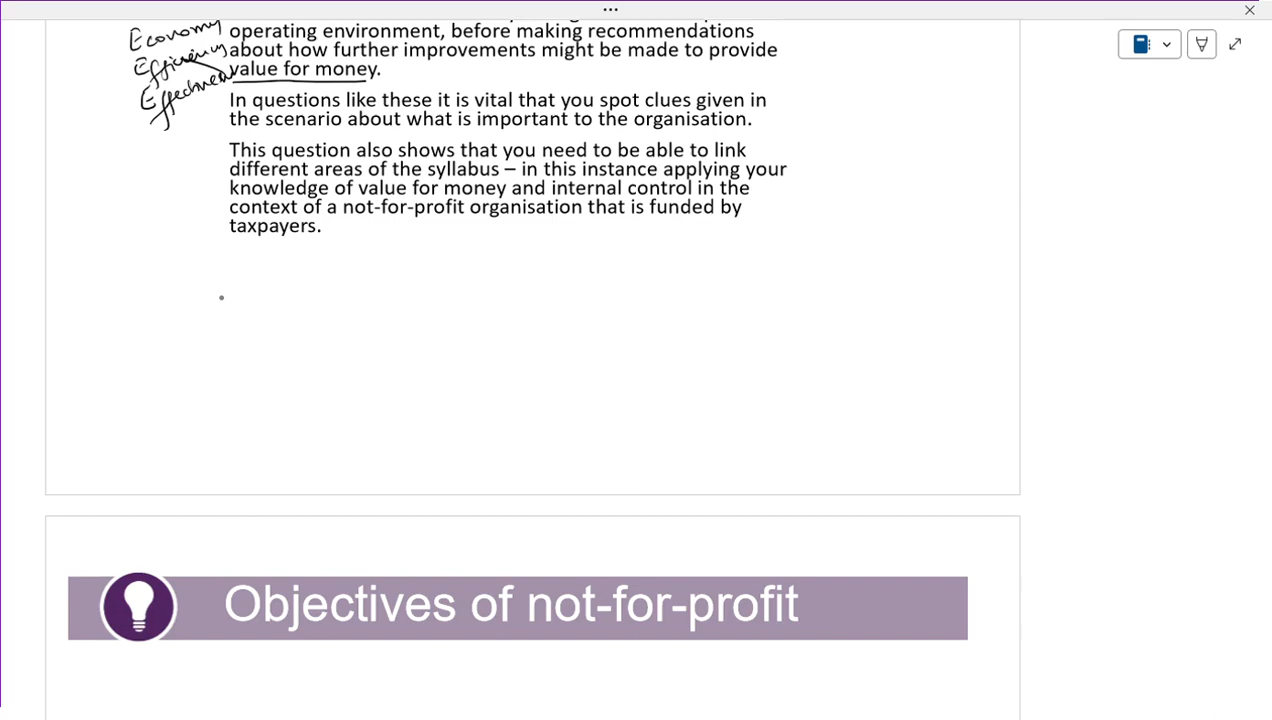 Economy
operating environment, before making recommendations
Efficiency
about how further improvements might be made to provide
value for money.
In questions like these it is vital that you spot clues given in
the scenario about what is important to the organisation.
This question also shows that you need to be able to link
different areas of the syllabus – in this instance applying your
knowledge of value for money and internal control in the
context of a not-for-profit organisation that is funded by
taxpayers.
Objectives of not-for-profit